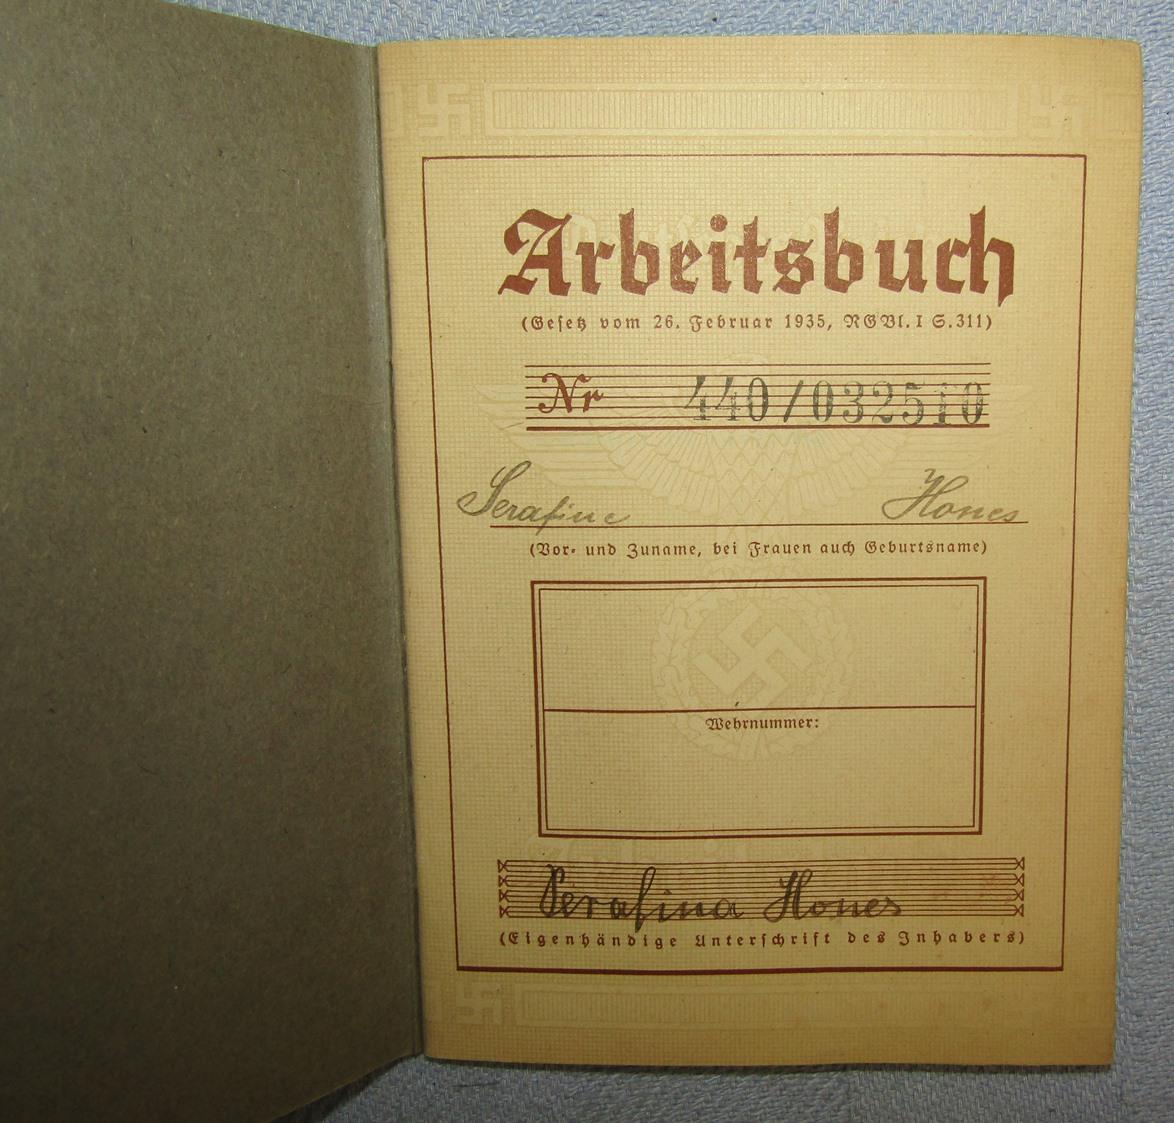 Arbeitsbuch
(Gesetz vom 26. Februar 1935, RGBl. I S. 311)
Nr 440/032510
Serafine Hones
(Vor- und Zuname, bei Frauen auch Geburtsname)
Wehrnummer:
Serafina Hones
(Eigenhändige Unterschrift des Inhabers)